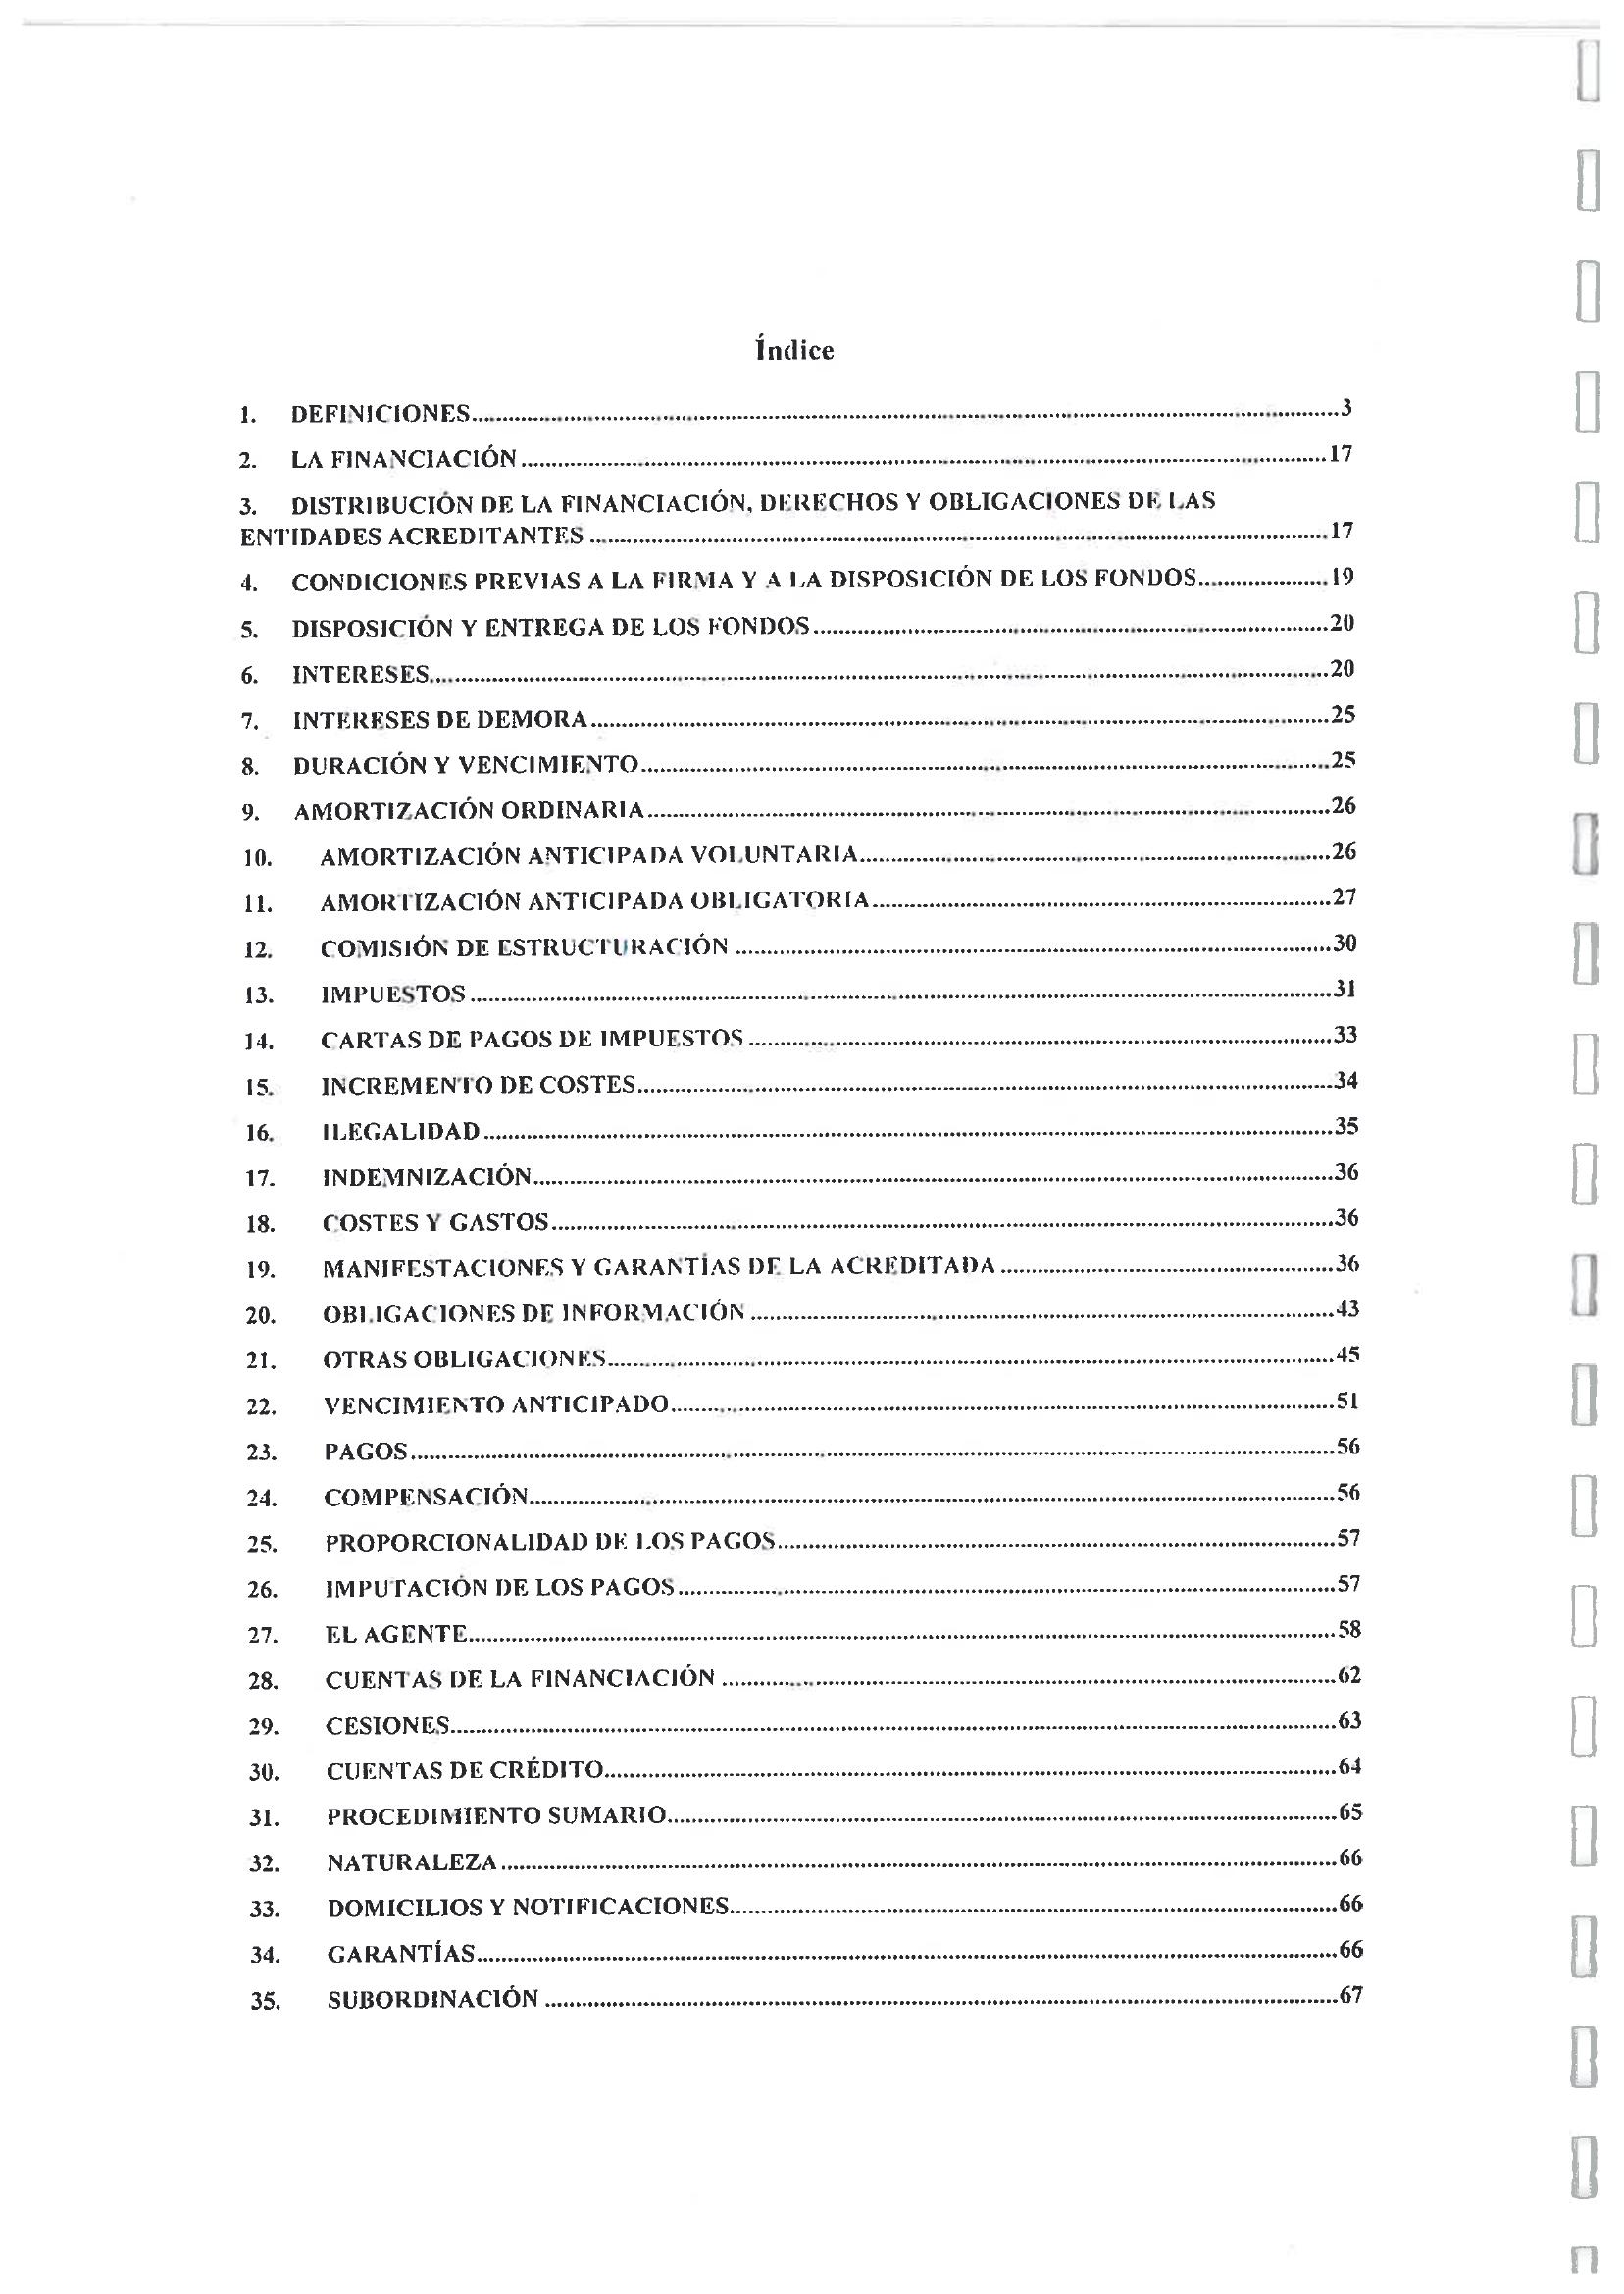 Índice
1. DEFINICIONES....................3
2. LA FINANCIACIÓN....................17
3. DISTRIBUCIÓN DE LA FINANCIACIÓN, DERECHOS Y OBLIGACIONES DE LAS
ENTIDADES ACREDITANTES....................17
4. CONDICIONES PREVIAS A LA FIRMA Y A LA DISPOSICIÓN DE LOS FONDOS....................19
5. DISPOSICIÓN Y ENTREGA DE LOS FONDOS....................20
6. INTERESES....................20
7. INTERESES DE DEMORA....................25
8. DURACIÓN Y VENCIMIENTO....................25
9. AMORTIZACIÓN ORDINARIA....................26
10. AMORTIZACIÓN ANTICIPADA VOLUNTARIA....................26
11. AMORTIZACIÓN ANTICIPADA OBLIGATORIA....................27
12. COMISIÓN DE ESTRUCTURACIÓN....................30
13. IMPUESTOS....................31
14. CARTAS DE PAGOS DE IMPUESTOS....................33
15. INCREMENTO DE COSTES....................34
16. ILEGALIDAD....................35
17. INDEMNIZACIÓN....................36
18. COSTES Y GASTOS....................36
19. MANIFESTACIONES Y GARANTÍAS DE LA ACREDITADA....................36
20. OBLIGACIONES DE INFORMACIÓN....................43
21. OTRAS OBLIGACIONES....................45
22. VENCIMIENTO ANTICIPADO....................51
23. PAGOS....................56
24. COMPENSACIÓN....................56
25. PROPORCIONALIDAD DE LOS PAGOS....................57
26. IMPUTACIÓN DE LOS PAGOS....................57
27. EL AGENTE....................58
28. CUENTAS DE LA FINANCIACIÓN....................62
29. CESIONES....................63
30. CUENTAS DE CRÉDITO....................64
31. PROCEDIMIENTO SUMARIO....................65
32. NATURALEZA....................66
33. DOMICILIOS Y NOTIFICACIONES....................66
34. GARANTÍAS....................66
35. SUBORDINACIÓN....................67